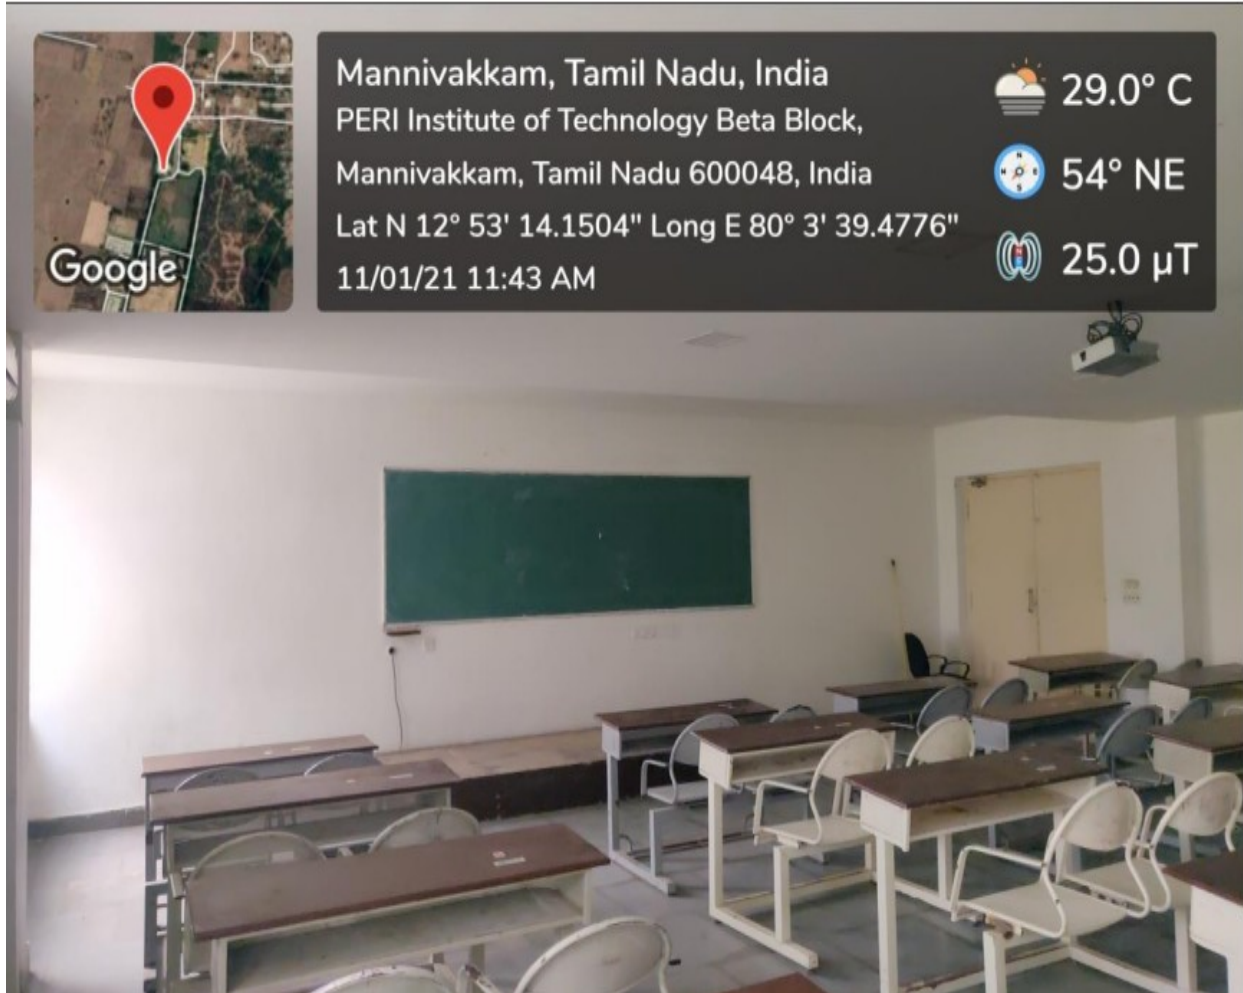 Mannivakkam, Tamil Nadu, India
PERI Institute of Technology Beta Block,
Mannivakkam, Tamil Nadu 600048, India
Lat N 12° 53' 14.1504" Long E 80° 3' 39.4776"
11/01/21 11:43 AM
29.0° C
54° NE
25.0 µT
Google